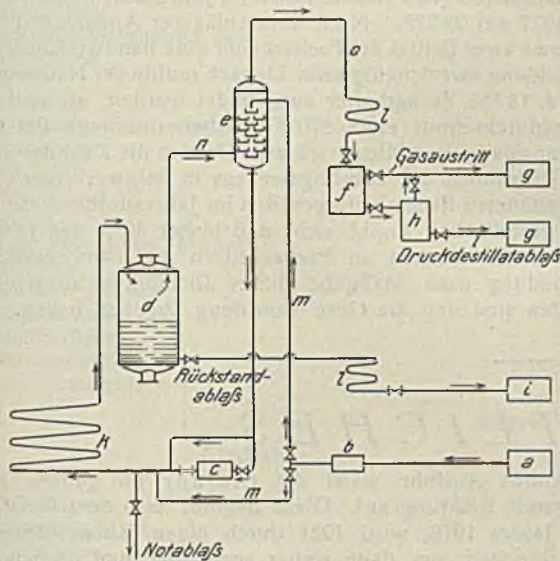 o
e
n
l
Gasaustritt
g
f
h
l
g
Druckdestillatablaß
m
d
Rückstand-
ablaß
l
i
k
c
b
a
m
Notablaß